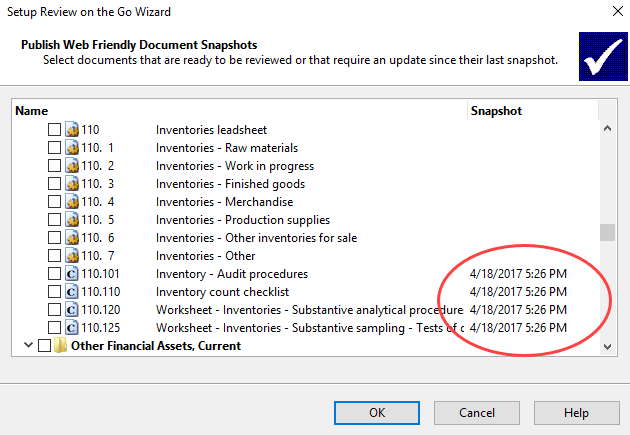 Setup Review on the Go Wizard
Publish Web Friendly Document Snapshots
Select documents that are ready to be reviewed or that require an update since their last snapshot.
Name Snapshot
110 Inventories leadsheet
110. 1 Inventories - Raw materials
110. 2 Inventories - Work in progress
110. 3 Inventories - Finished goods
110. 4 Inventories - Merchandise
110. 5 Inventories - Production supplies
110. 6 Inventories - Other inventories for sale
110. 7 Inventories - Other
C 110.101 Inventory - Audit procedures 4/18/2017 5:26 PM
C 110.110 Inventory count checklist 4/18/2017 5:26 PM
C 110.120 Worksheet - Inventories - Substantive analytical procedure 4/18/2017 5:26 PM
C 110.125 Worksheet - Inventories - Substantive sampling - Tests of 4/18/2017 5:26 PM
Other Financial Assets, Current
OK Cancel Help